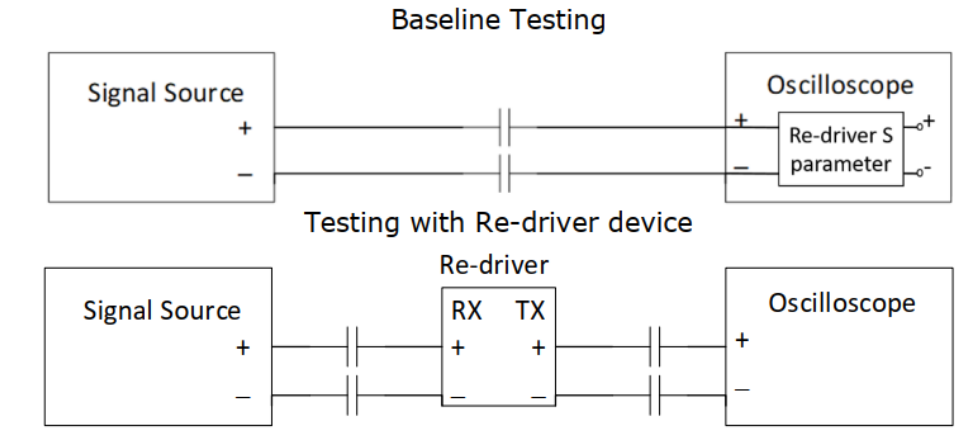 Baseline Testing
Signal Source
+
−
Oscilloscope
+
−
Re-driver S
parameter
+
-
Testing with Re-driver device
Re-driver
Signal Source
+
−
RX TX
+ +
− −
Oscilloscope
+
−